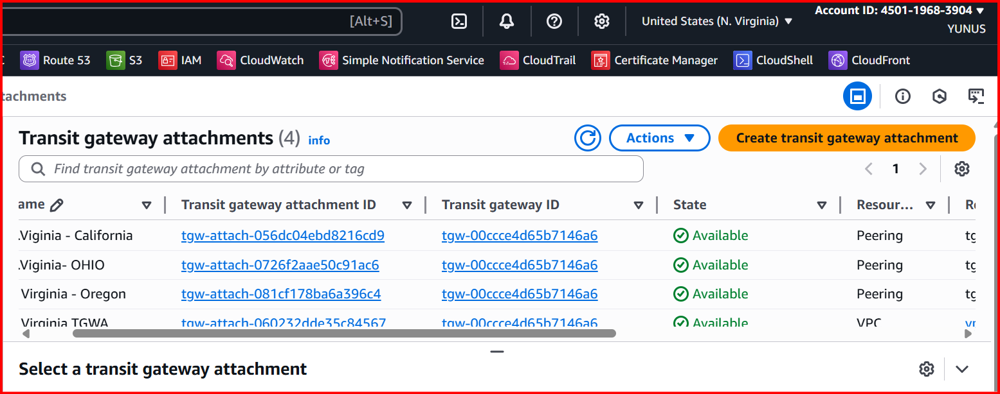 [Alt+S]
United States (N. Virginia) ▼
Account ID: 4501-1968-3904 ▼
YUNUS
Route 53 S3 IAM CloudWatch Simple Notification Service CloudTrail Certificate Manager CloudShell CloudFront
tachments
Transit gateway attachments (4) info
Actions ▼ Create transit gateway attachment
Find transit gateway attachment by attribute or tag
1
ame Transit gateway attachment ID Transit gateway ID State Resour...
.Viginia - California tgw-attach-056dc04ebd8216cd9 tgw-00ccce4d65b7146a6 Available Peering tg
.Viginia- OHIO tgw-attach-0726f2aae50c91ac6 tgw-00ccce4d65b7146a6 Available Peering tg
Virginia - Oregon tgw-attach-081cf178ba6a396c4 tgw-00ccce4d65b7146a6 Available Peering tg
Virginia TGWA tgw-attach-060232dde35c84567 tgw-00ccce4d65b7146a6 Available VPC
Select a transit gateway attachment